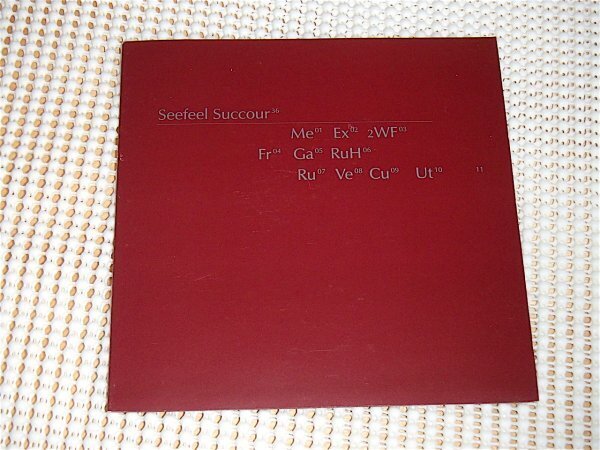 Seefeel Succour³⁶
Me⁰¹ Ex⁰² 2WF⁰³
Fr⁰⁴ Ga⁰⁵ RuH⁰⁶
Ru⁰⁷ Ve⁰⁸ Cu⁰⁹ Ut¹⁰ ¹¹